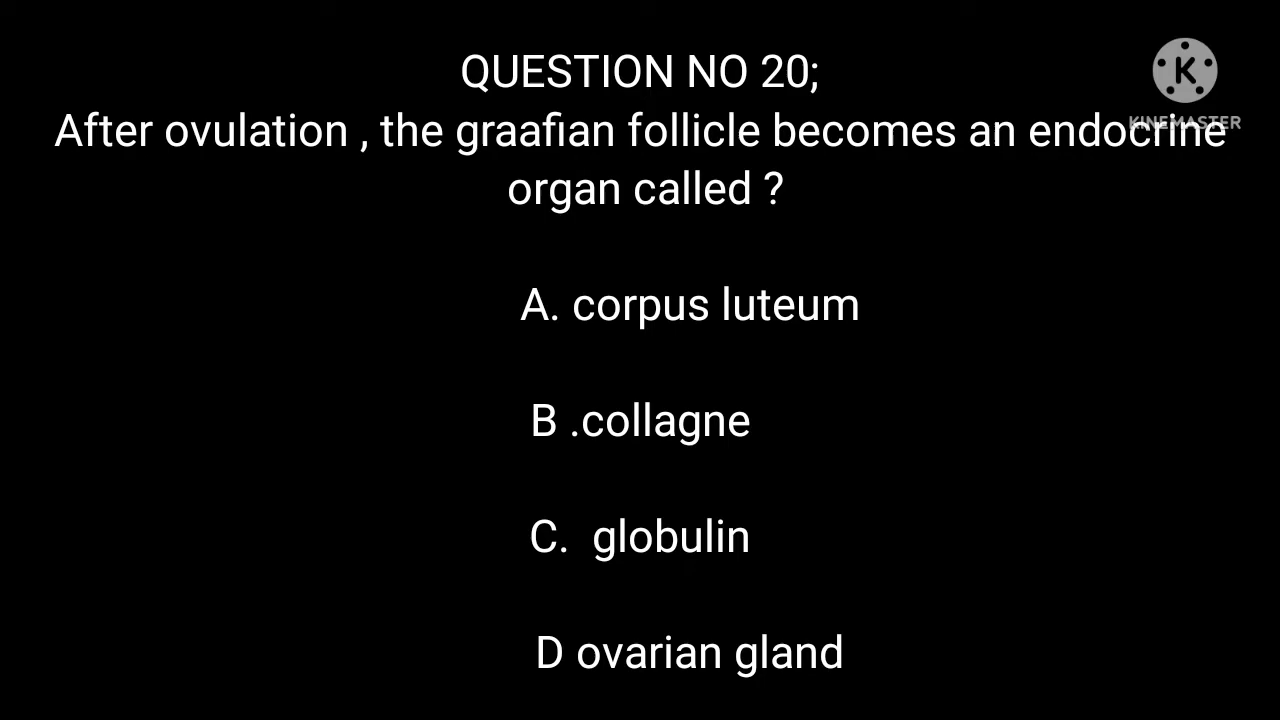 QUESTION NO 20;
After ovulation , the graafian follicle becomes an endocrine
organ called ?
A. corpus luteum
B .collagne
C. globulin
D ovarian gland
K
KINEMASTER